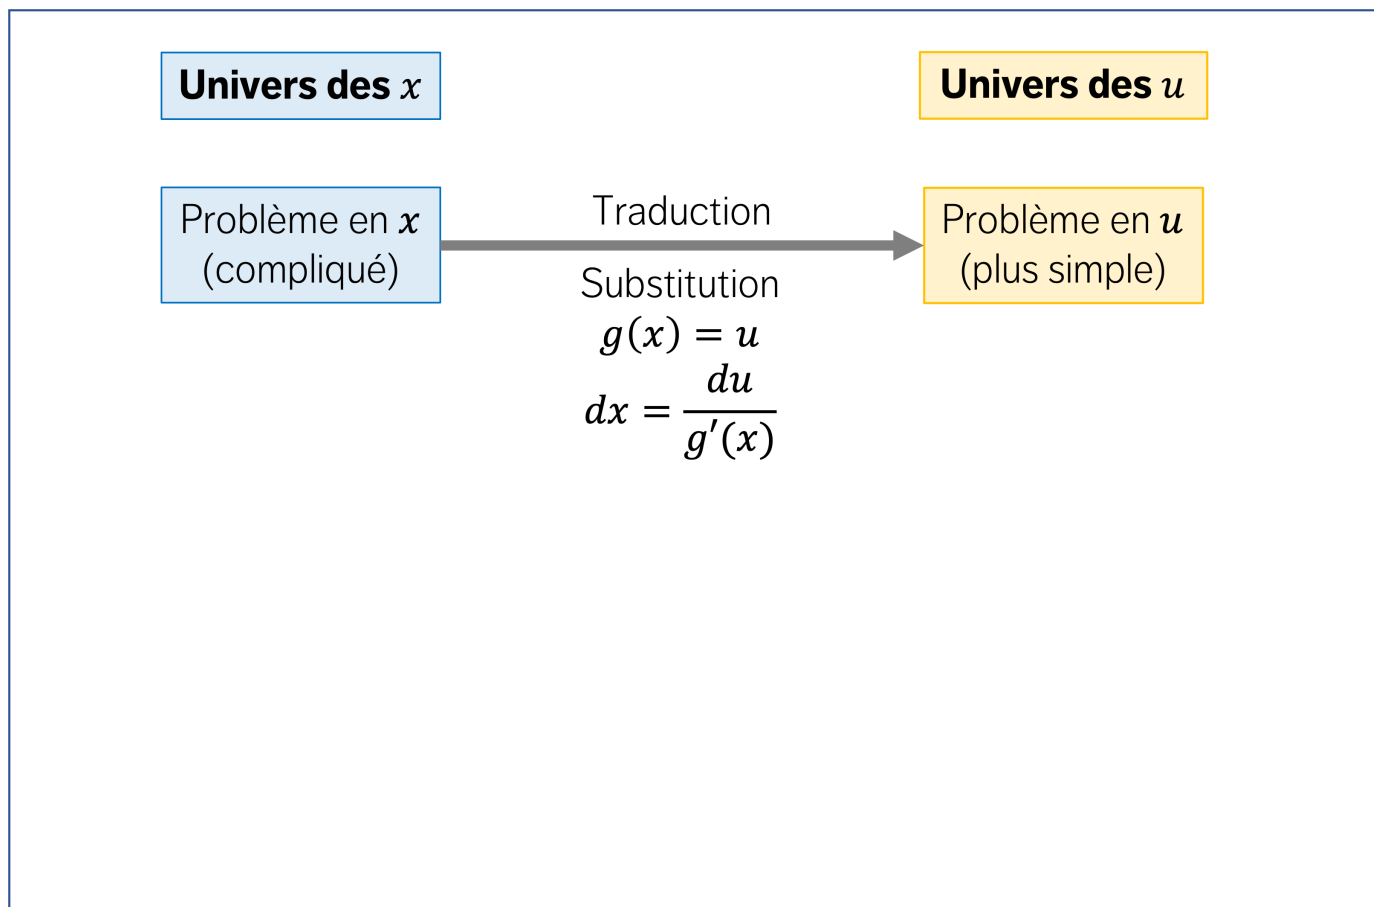 Univers des x
Univers des u
Problème en x
(compliqué)
Traduction
Substitution
g(x) = u
dx = du / g′(x)
Problème en u
(plus simple)